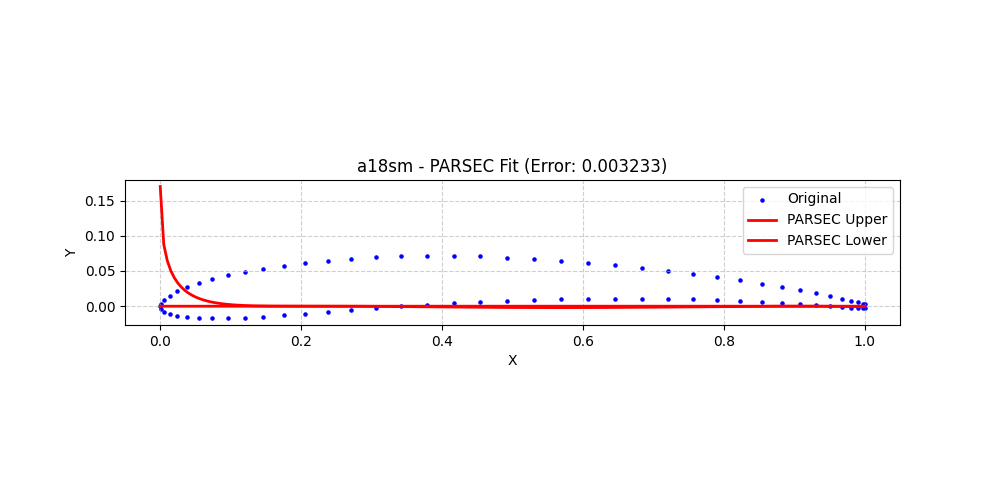 a18sm - PARSEC Fit (Error: 0.003233)
Original
PARSEC Upper
PARSEC Lower
Y
0.15
0.10
0.05
0.00
0.0 0.2 0.4 0.6 0.8 1.0
X